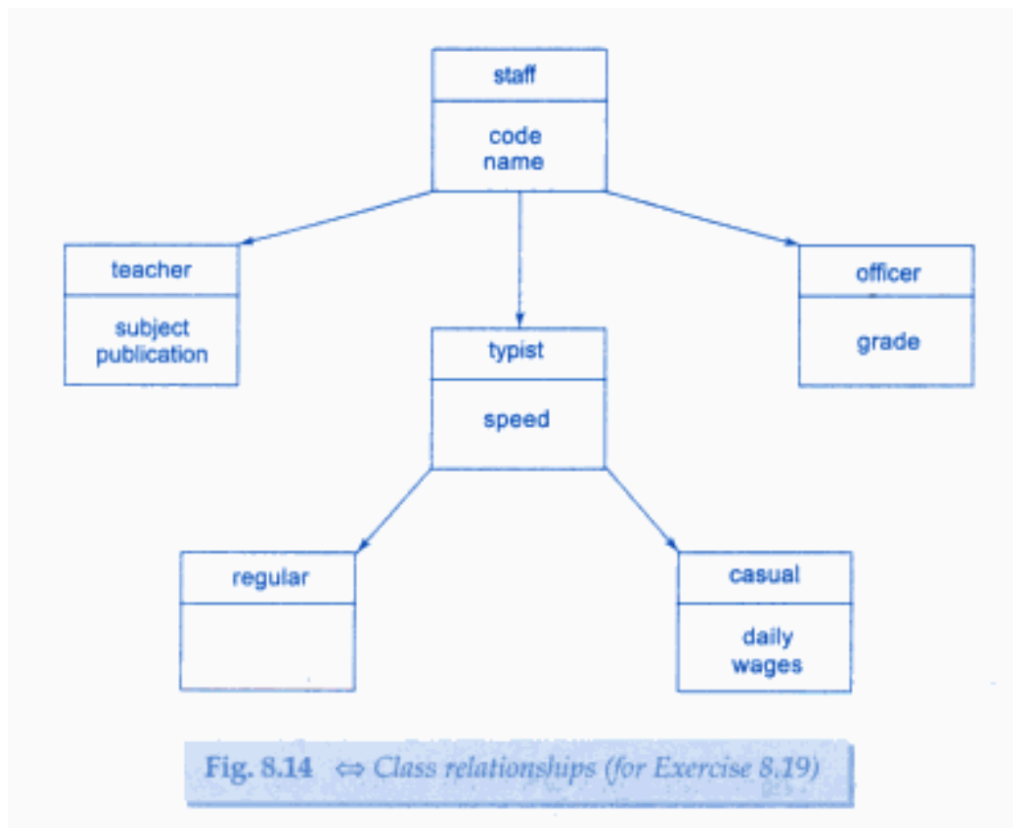 staff
code
name
teacher
subject
publication
officer
grade
typist
speed
regular
casual
daily
wages
Fig. 8.14 ⇔ Class relationships (for Exercise 8.19)